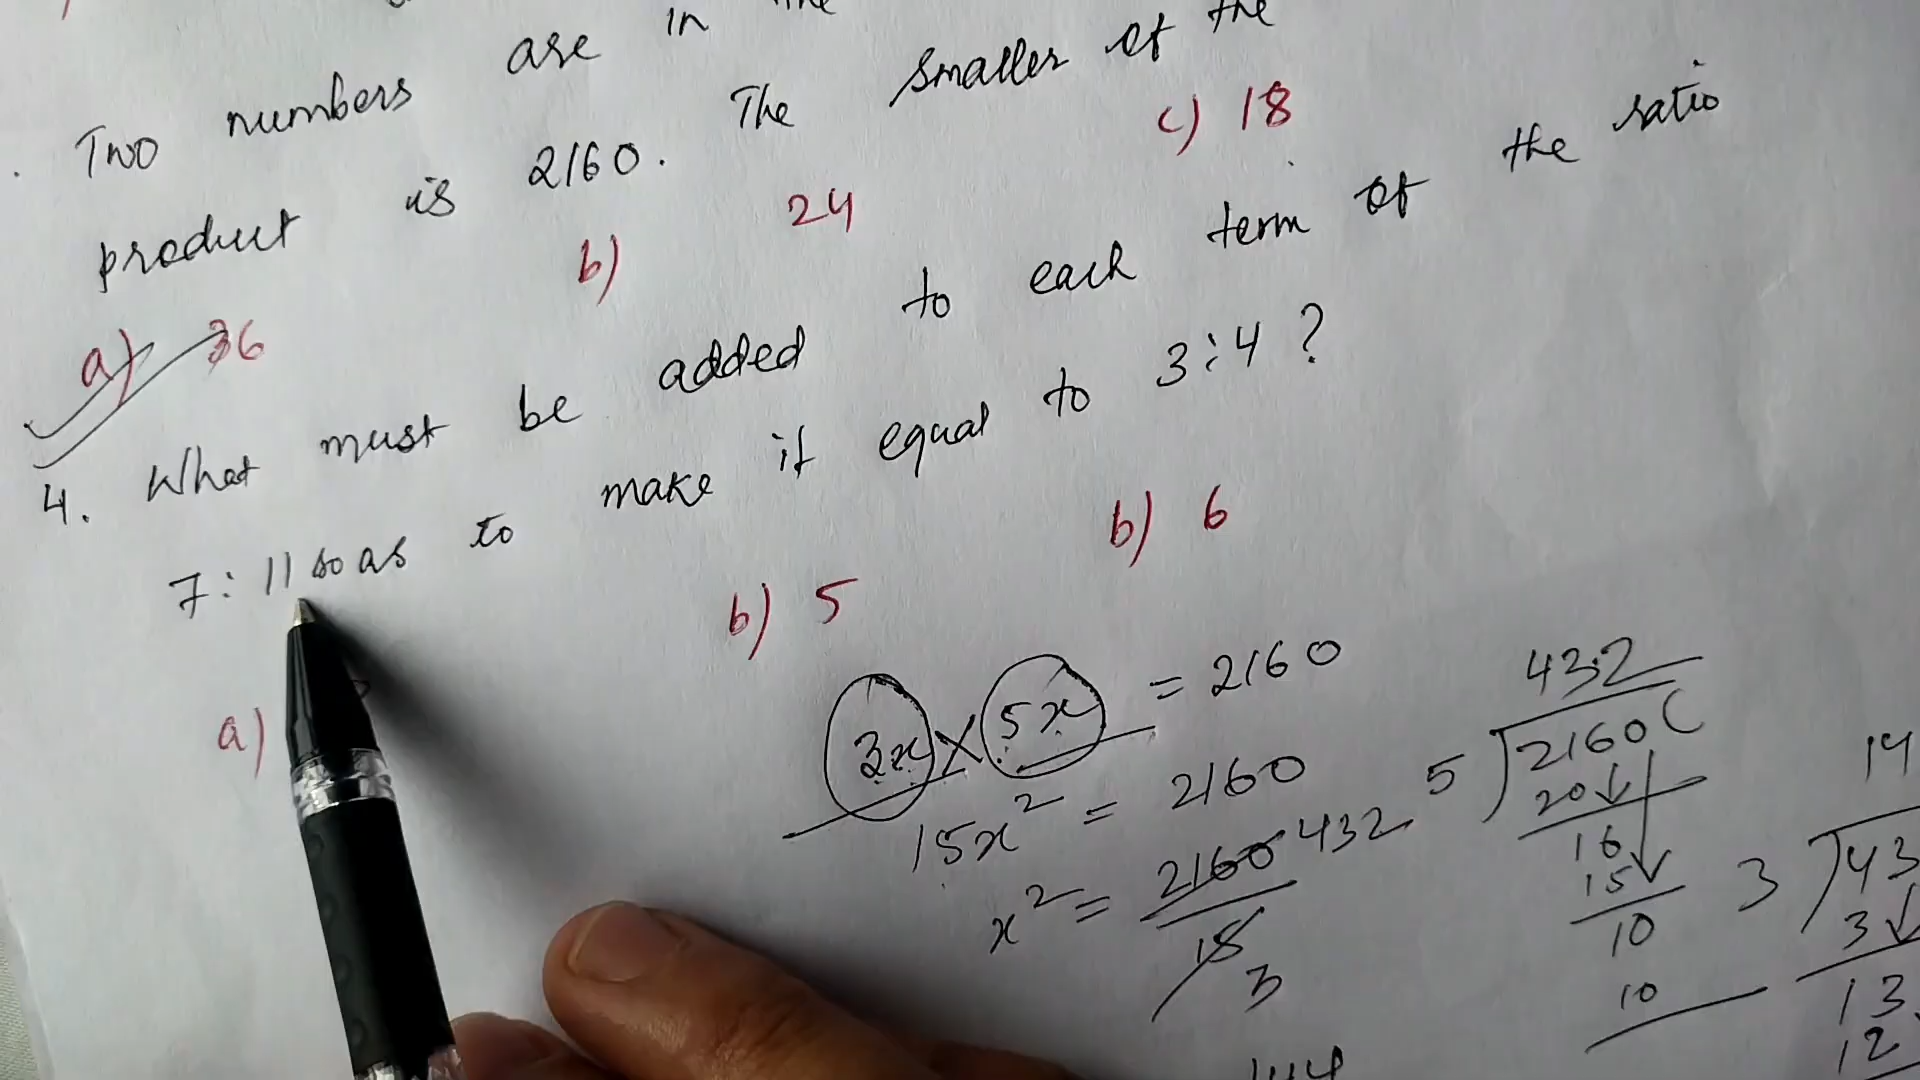 Two numbers are in the
product is 2160. The smaller of the
a) 36 b) 24 c) 18
4. What must be added to each term of the ratio
7:11 so as to make it equal to 3:4 ?
a) b) 5 b) 6
3x × 5x = 2160
15x² = 2160
x² = 2160 432
15 3
432
5)2160(
20
16
15
10
10
14
3)43
3
13
12
144